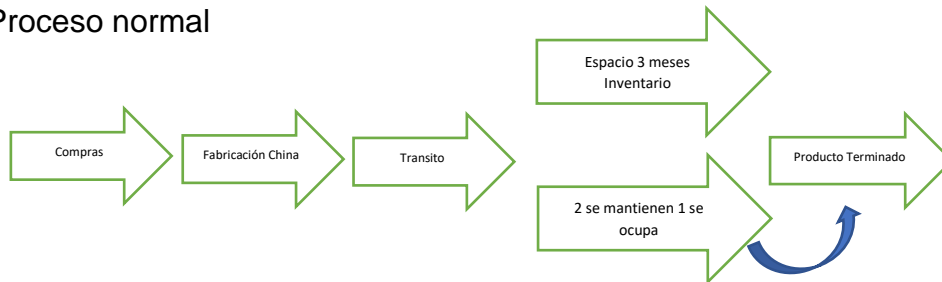 Proceso normal
Espacio 3 meses
Inventario
Compras
Fabricación China
Transito
Producto Terminado
2 se mantienen 1 se
ocupa